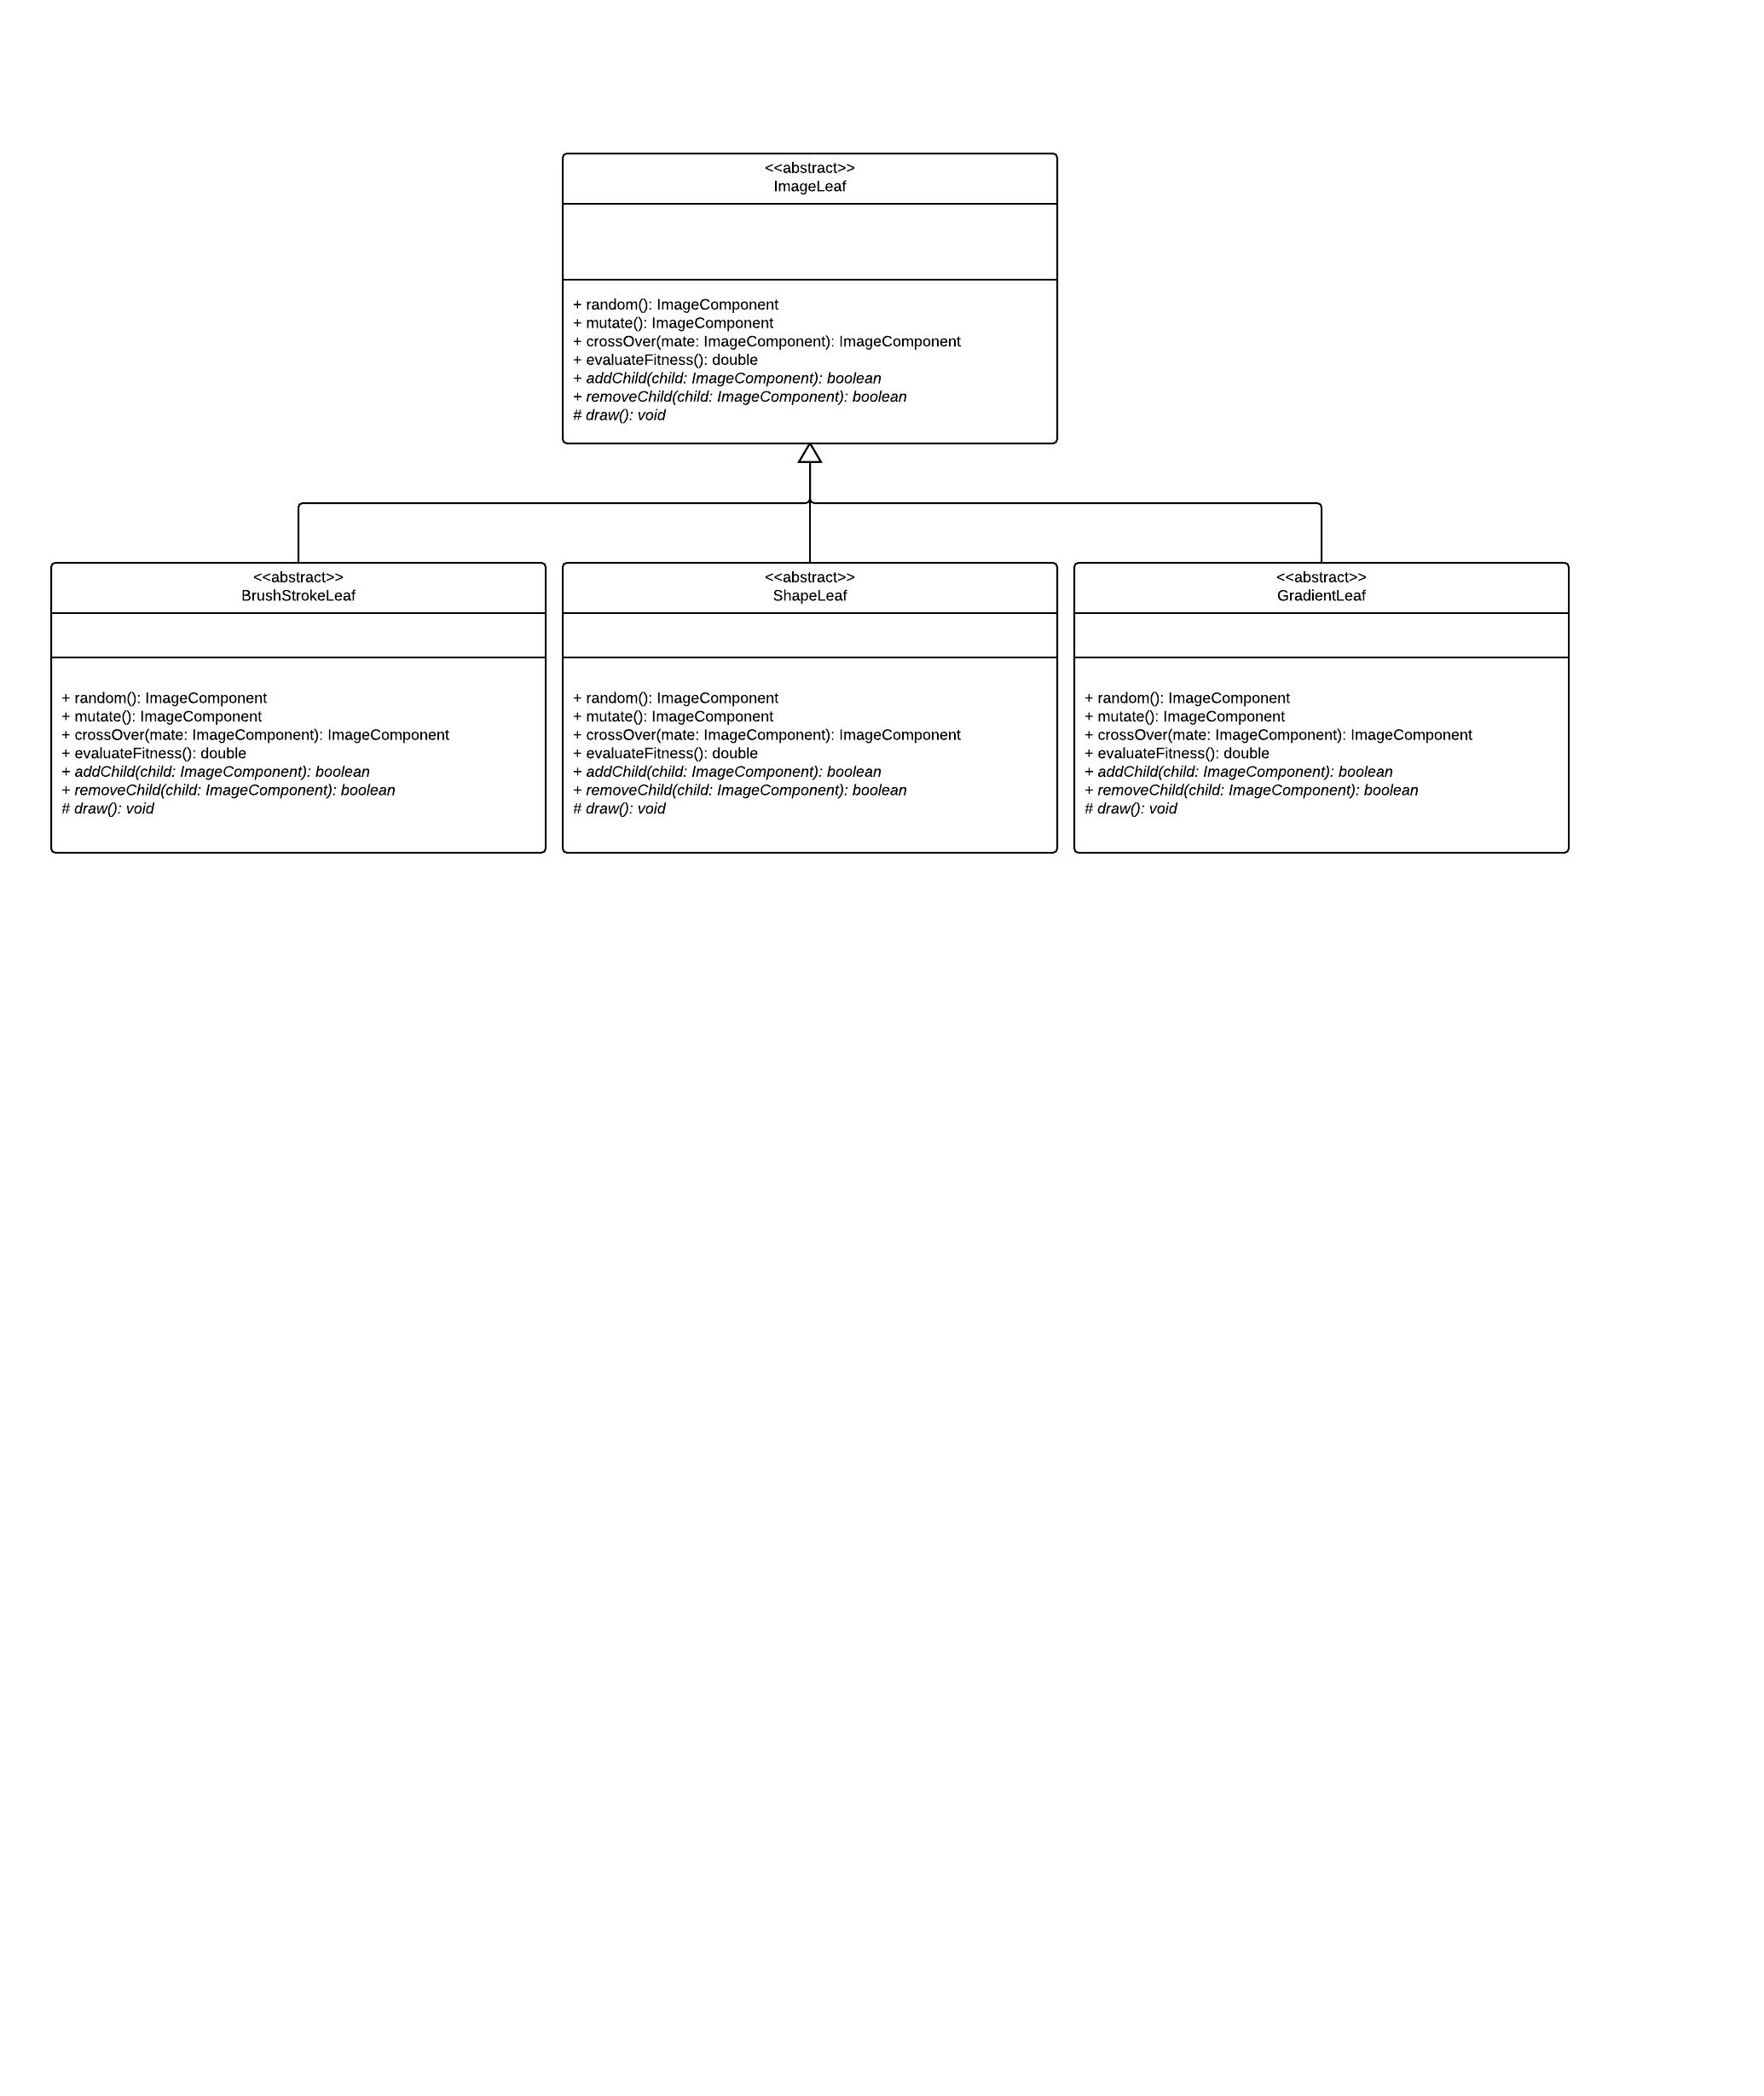 <<abstract>>
ImageLeaf
+ random(): ImageComponent
+ mutate(): ImageComponent
+ crossOver(mate: ImageComponent): ImageComponent
+ evaluateFitness(): double
+ addChild(child: ImageComponent): boolean
+ removeChild(child: ImageComponent): boolean
# draw(): void
<<abstract>>
BrushStrokeLeaf
+ random(): ImageComponent
+ mutate(): ImageComponent
+ crossOver(mate: ImageComponent): ImageComponent
+ evaluateFitness(): double
+ addChild(child: ImageComponent): boolean
+ removeChild(child: ImageComponent): boolean
# draw(): void
<<abstract>>
ShapeLeaf
+ random(): ImageComponent
+ mutate(): ImageComponent
+ crossOver(mate: ImageComponent): ImageComponent
+ evaluateFitness(): double
+ addChild(child: ImageComponent): boolean
+ removeChild(child: ImageComponent): boolean
# draw(): void
<<abstract>>
GradientLeaf
+ random(): ImageComponent
+ mutate(): ImageComponent
+ crossOver(mate: ImageComponent): ImageComponent
+ evaluateFitness(): double
+ addChild(child: ImageComponent): boolean
+ removeChild(child: ImageComponent): boolean
# draw(): void